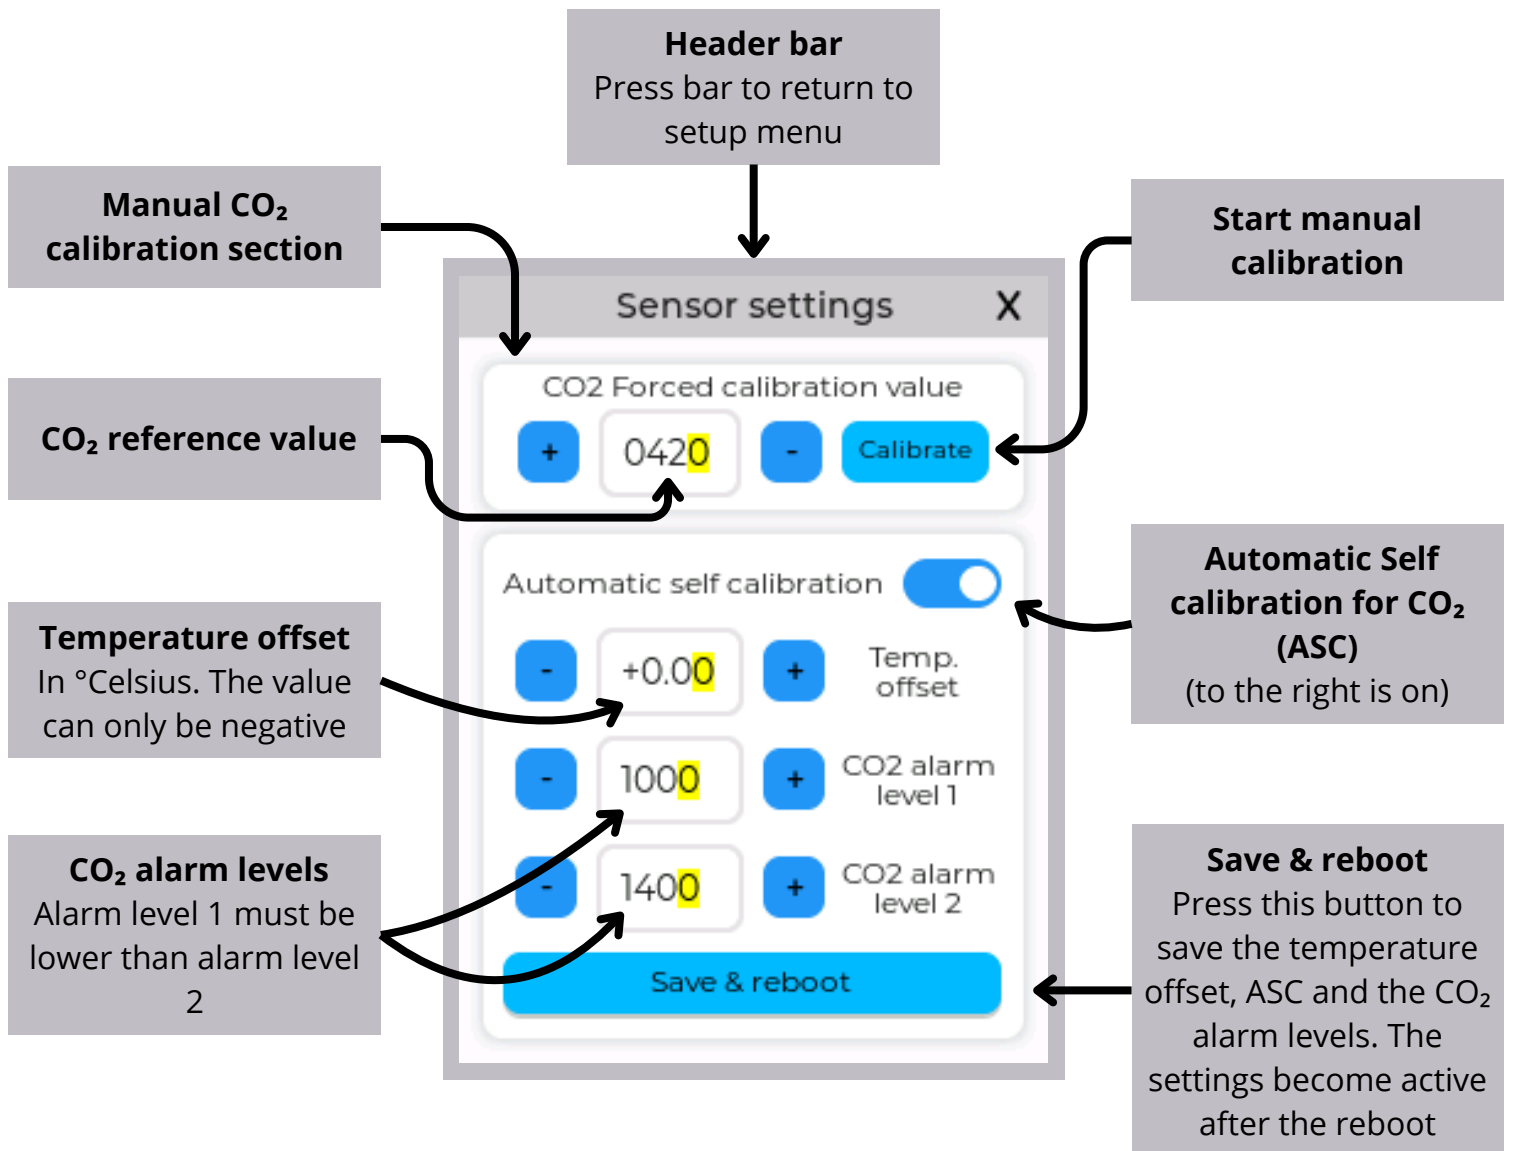 Header bar
Press bar to return to
setup menu
Manual CO₂
calibration section
Start manual
calibration
Sensor settings X
CO2 Forced calibration value
+ 0420 - Calibrate
CO₂ reference value
Automatic self calibration
Automatic Self
calibration for CO₂
(ASC)
(to the right is on)
Temperature offset
In °Celsius. The value
can only be negative
- +0.00 + Temp.
offset
- 1000 + CO2 alarm
level 1
- 1400 + CO2 alarm
level 2
CO₂ alarm levels
Alarm level 1 must be
lower than alarm level
2
Save & reboot
Save & reboot
Press this button to
save the temperature
offset, ASC and the CO₂
alarm levels. The
settings become active
after the reboot